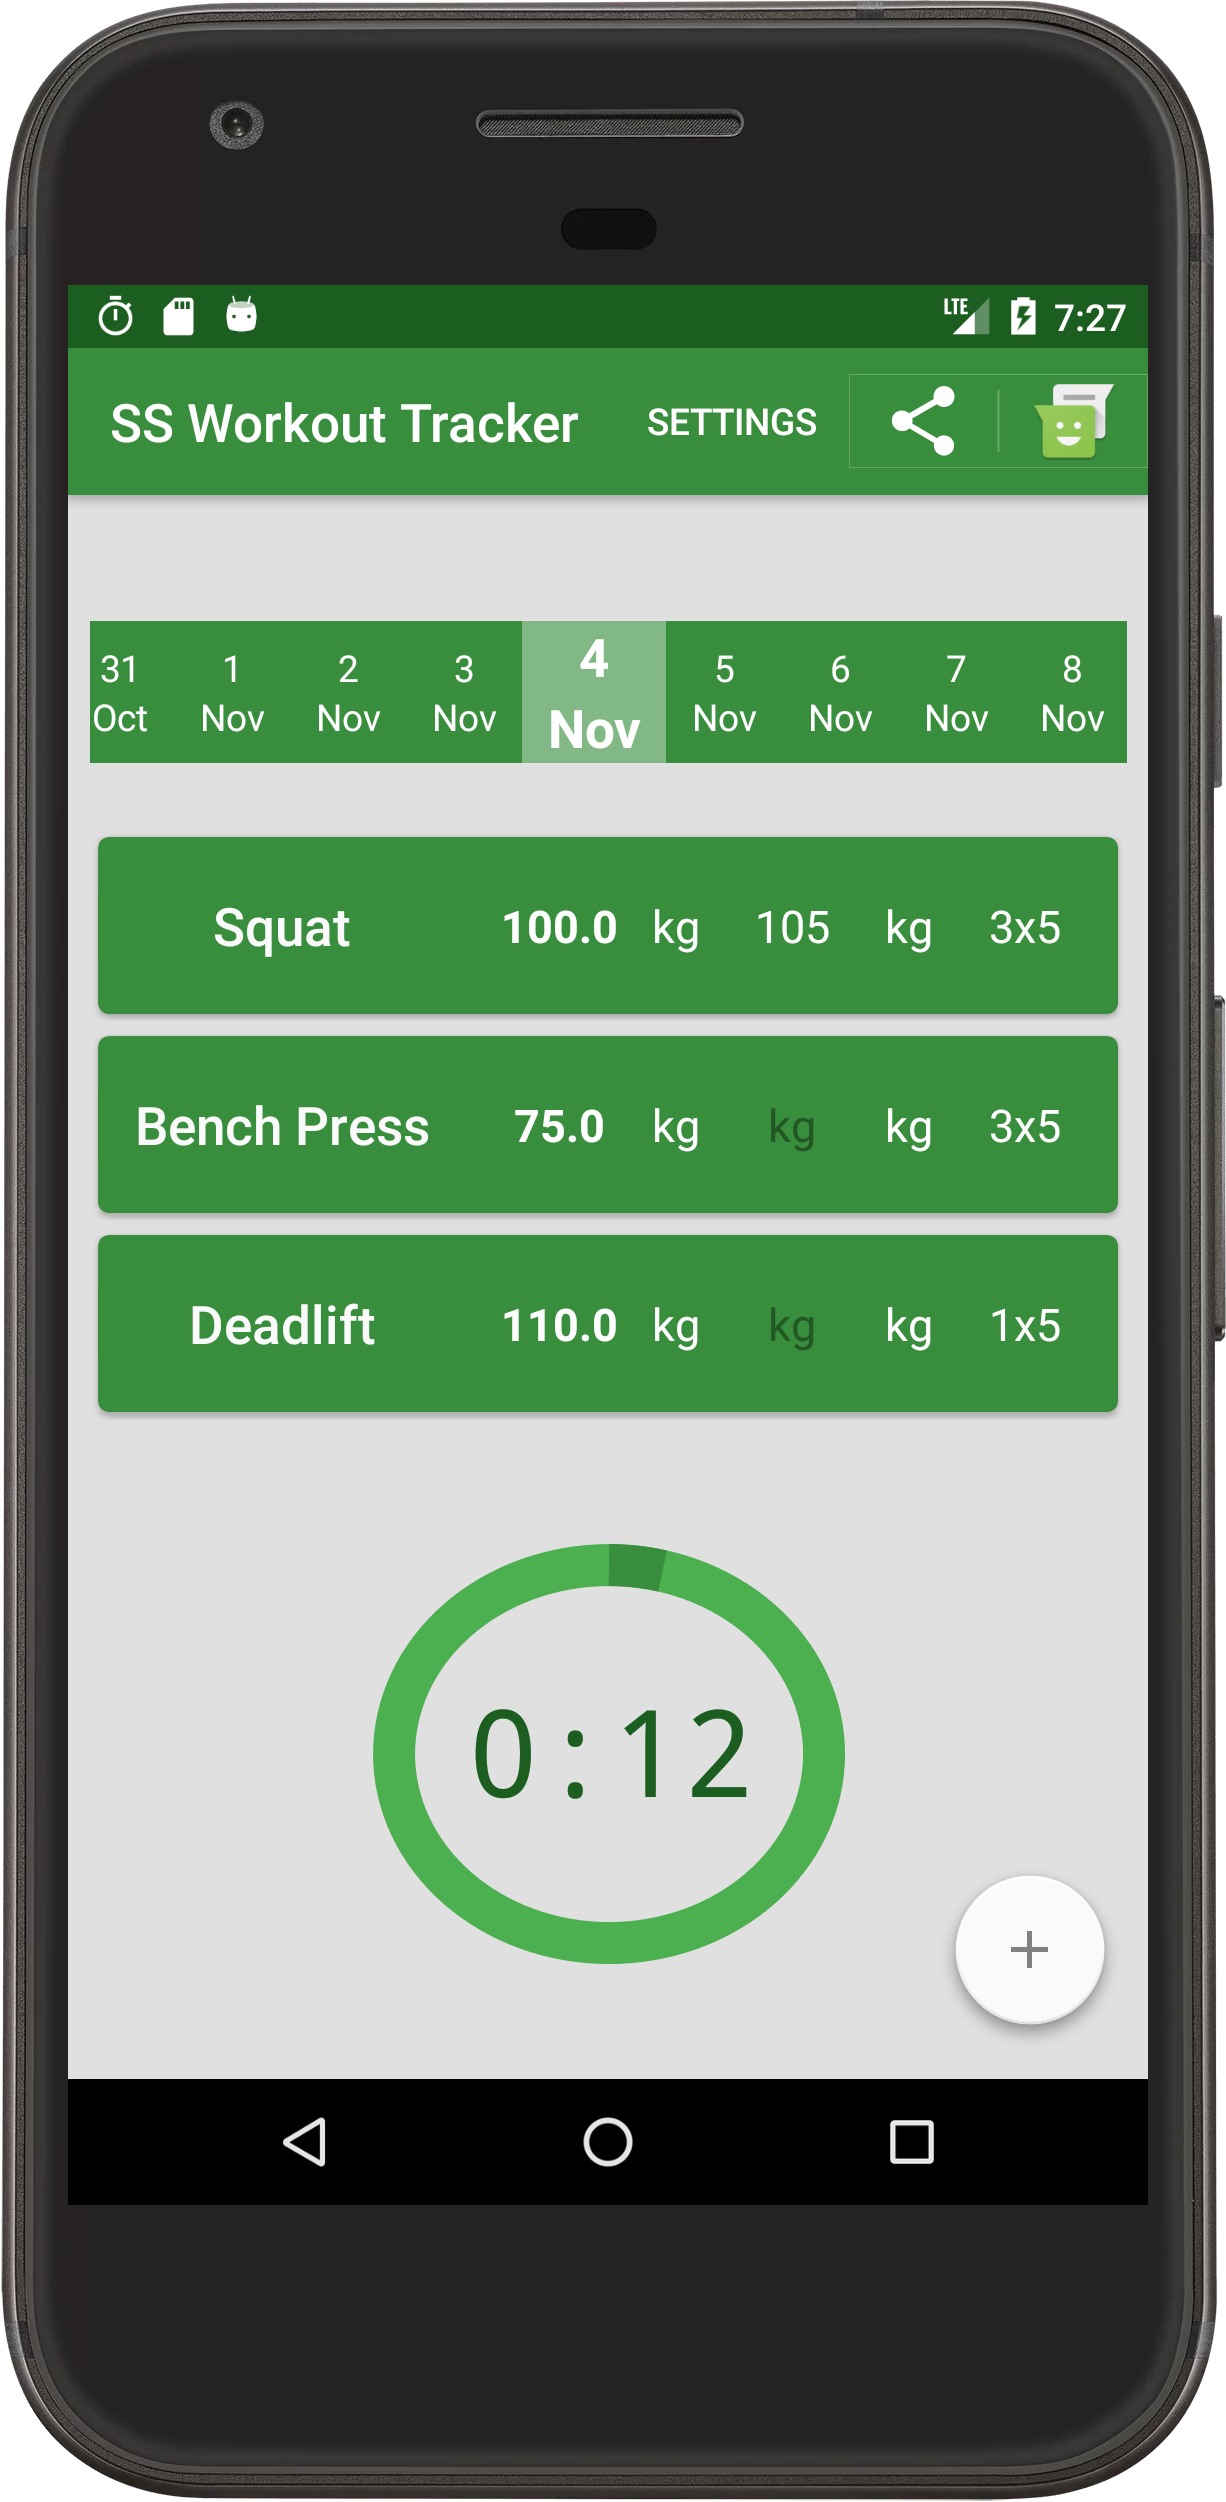 LTE 7:27
SS Workout Tracker SETTINGS
31 1 2 3 4 5 6 7 8
Oct Nov Nov Nov Nov Nov Nov Nov Nov
Squat 100.0 kg 105 kg 3x5
Bench Press 75.0 kg kg kg 3x5
Deadlift 110.0 kg kg kg 1x5
0:12